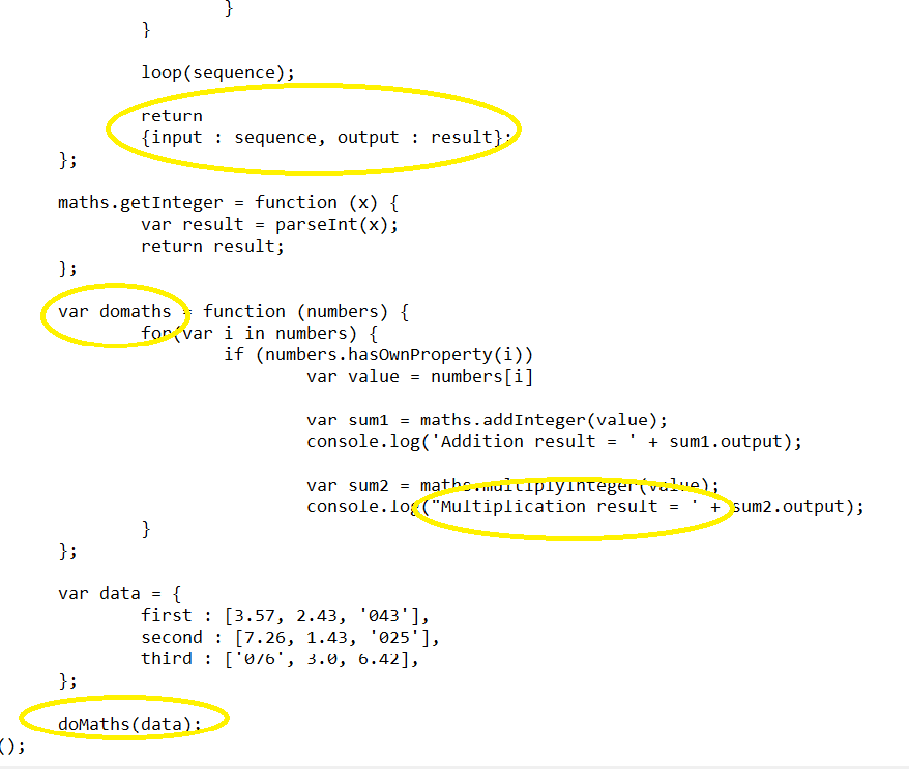 }
}
loop(sequence);
return
{input : sequence, output : result};
};
maths.getInteger = function (x) {
var result = parseInt(x);
return result;
};
var domaths = function (numbers) {
for(var i in numbers) {
if (numbers.hasOwnProperty(i))
var value = numbers[i]
var sum1 = maths.addInteger(value);
console.log('Addition result = ' + sum1.output);
var sum2 = maths.multiplyInteger(value);
console.log("Multiplication result = ' + sum2.output);
}
};
var data = {
first : [3.57, 2.43, '043'],
second : [7.26, 1.43, '025'],
third : ['076', 3.0, 6.42],
};
doMaths(data);
();